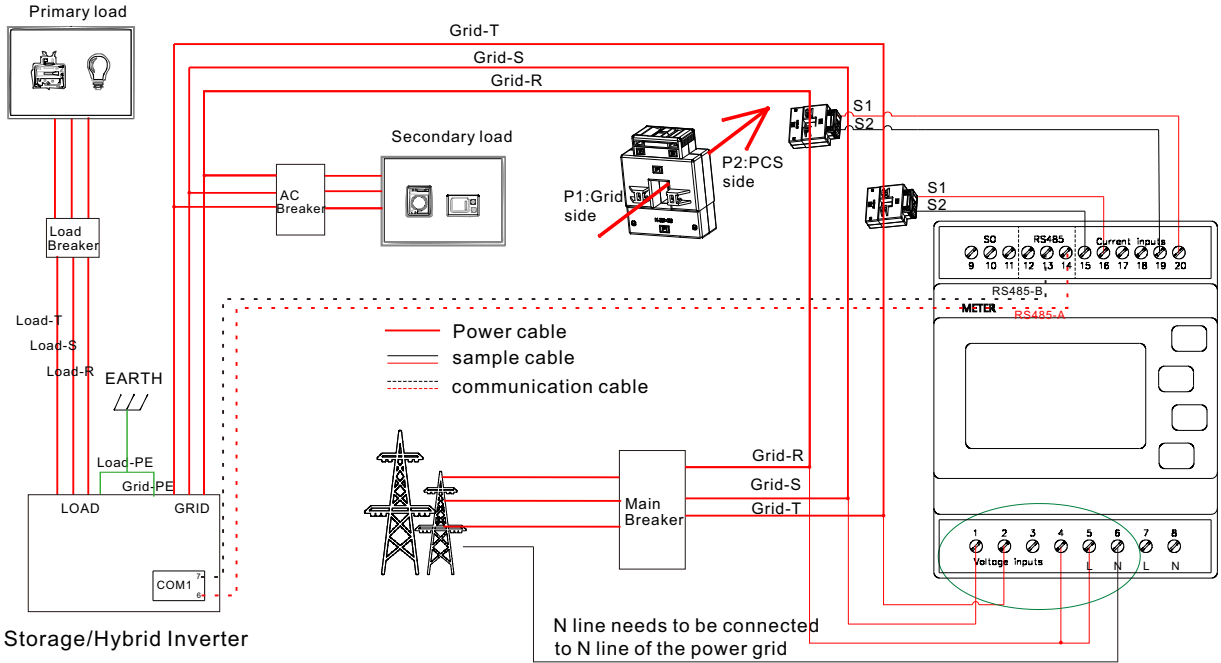 Primary load
Grid-T
Grid-S
Grid-R
S1
S2
Secondary load
P2:PCS
side
P1:Grid
side
AC
Breaker
S1
S2
Load
Breaker
SO
RS485
Current inputs
9 10 11 12 13 14 15 16 17 18 19 20
RS485-B
METER
RS485-A
Load-T
Load-S
Load-R
Power cable
sample cable
communication cable
EARTH
Load-PE
Grid-PE
LOAD
GRID
Main
Breaker
Grid-R
Grid-S
Grid-T
1 2 3 4 5 6 7 8
Voltage inputs
L N L N
COM1
7
6
Storage/Hybrid Inverter
N line needs to be connected
to N line of the power grid